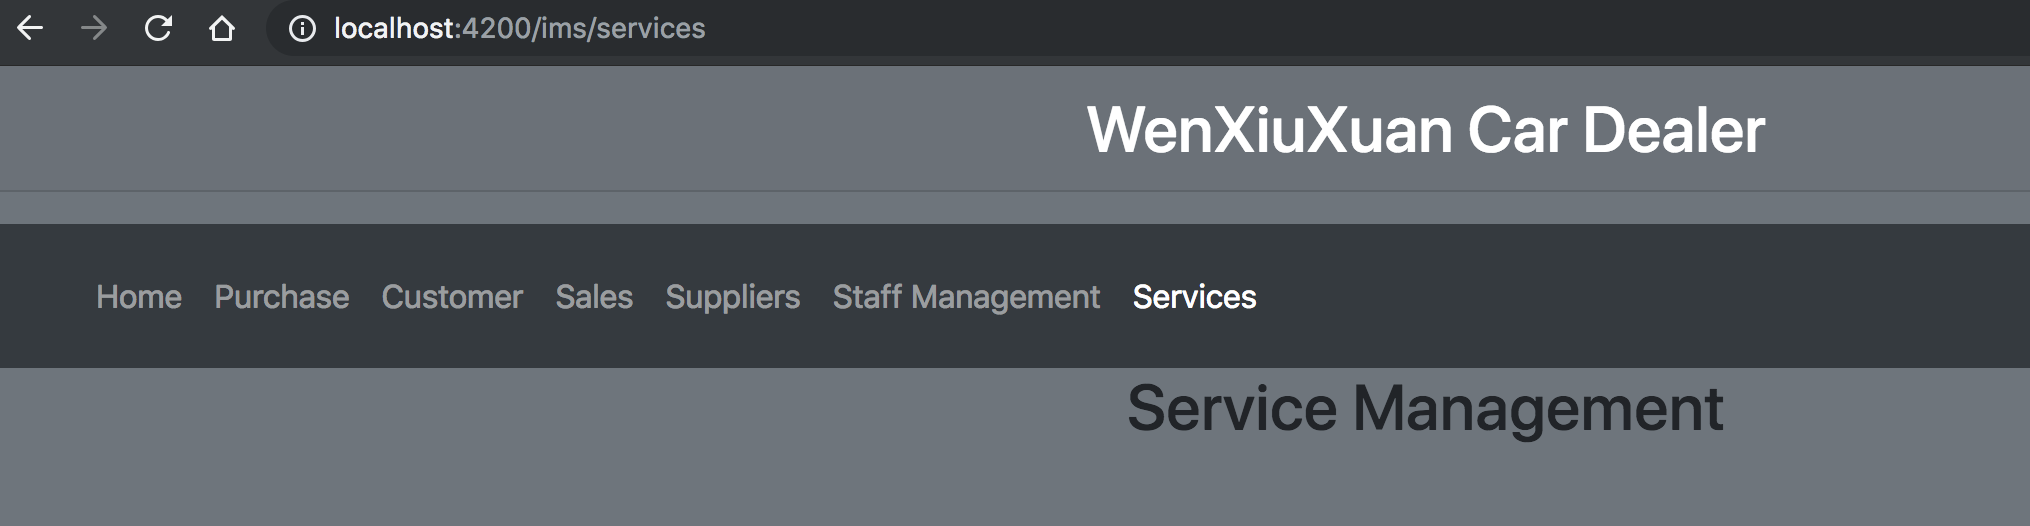 localhost:4200/ims/services
WenXiuXuan Car Dealer
Home Purchase Customer Sales Suppliers Staff Management Services
Service Management